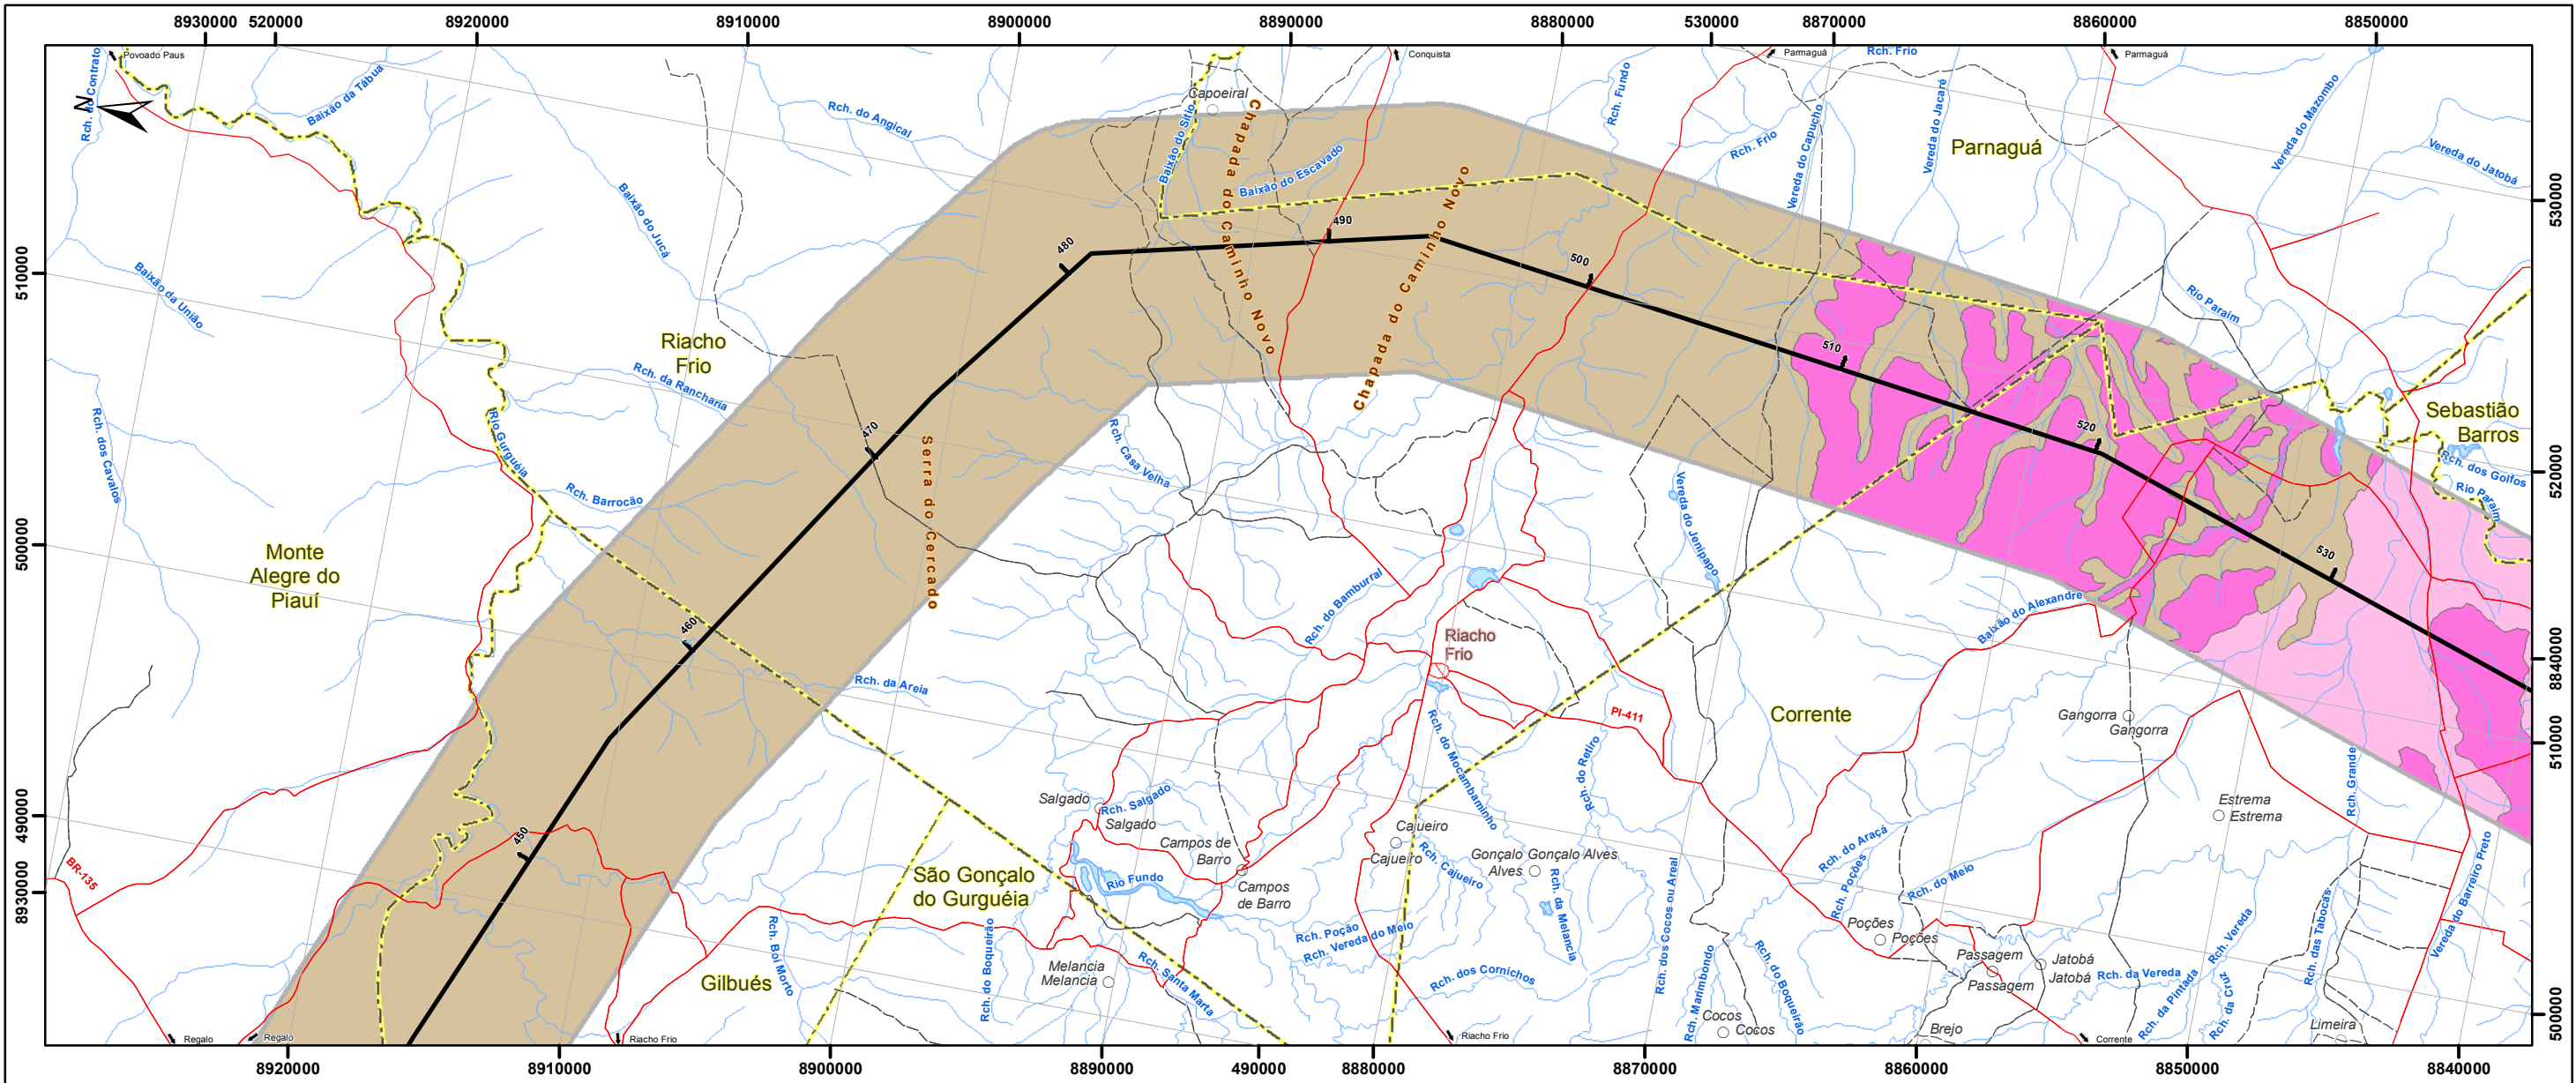 8930000 520000 8920000 8910000 8900000 8890000 8880000 530000 8870000 8860000 8850000
Povoado Paus
Conquista
Parmaguá
Rch. Frio
Parmaguá
Rch. do Contrato
N
Baixão da Tábua
Rch. do Angical
Capoeiral
Baixão do Sítio
Chapada do Caminho Novo
Baixão do Escavado
Rch. Fundo
Rch. Frio
Vereda do Capucho
Vereda do Jacaré
Parnaguá
Vereda do Mazombo
Vereda do Jatobá
530000
510000
Baixão da União
Baixão do Jucá
480
490
Chapada do Caminho Novo
500
510
Rio Paraim
Riacho
Frio
Rch. da Rancharia
Rch. dos Cavalos
Rio Gurguéia
470
Serra do Cercado
Rch. Casa Velha
520
Sebastião
Barros
Rch. dos Golfos
Rio Paraim
520000
Rch. Barrocão
Vereda do Jenipapo
500000
Monte
Alegre do
Piauí
530
Rch. do Bamburral
Baixão do Alexandre
460
Riacho
Frio
8840000
Rch. da Areia
PI-411
Corrente
Gangorra
Gangorra
Rch. do Mocambaminho
Rch. do Retiro
Rch. Grande
510000
Salgado
Rch. Salgado
Salgado
490000
450
Campos de
Barro
Cajueiro
Cajueiro
Rch. Cajueiro
Gonçalo
Alves
Gonçalo Alves
Rch. do Araçá
Estrema
Estrema
BR-135
São Gonçalo
do Gurguéia
Rio Fundo
Campos
de Barro
Rch. da Melancia
Rch. dos Cocos ou Areal
Rch. Poções
Rch. do Meio
Vereda do Barreiro Preto
8930000
Rch. Poção
Rch. Vereda do Meio
Poções
Poções
Rch. Vereda
Rch. das Tabocas
Rch. Boi Morto
Rch. do Boqueirão
Gilbués
Melancia
Melancia
Rch. Santa Marta
Rch. dos Cornichos
Rch. Marimbondo
Rch. do Boqueirão
Passagem
Passagem
Jatobá
Jatobá
Rch. da Vereda
Rch. da Pintada
Rch. da Cruz
500000
Cocos
Cocos
Brejo
Limeira
Regalo
Regalo
Riacho Frio
Riacho Frio
Corrente
8920000 8910000 8900000 8890000 490000 8880000 8870000 8860000 8850000 8840000